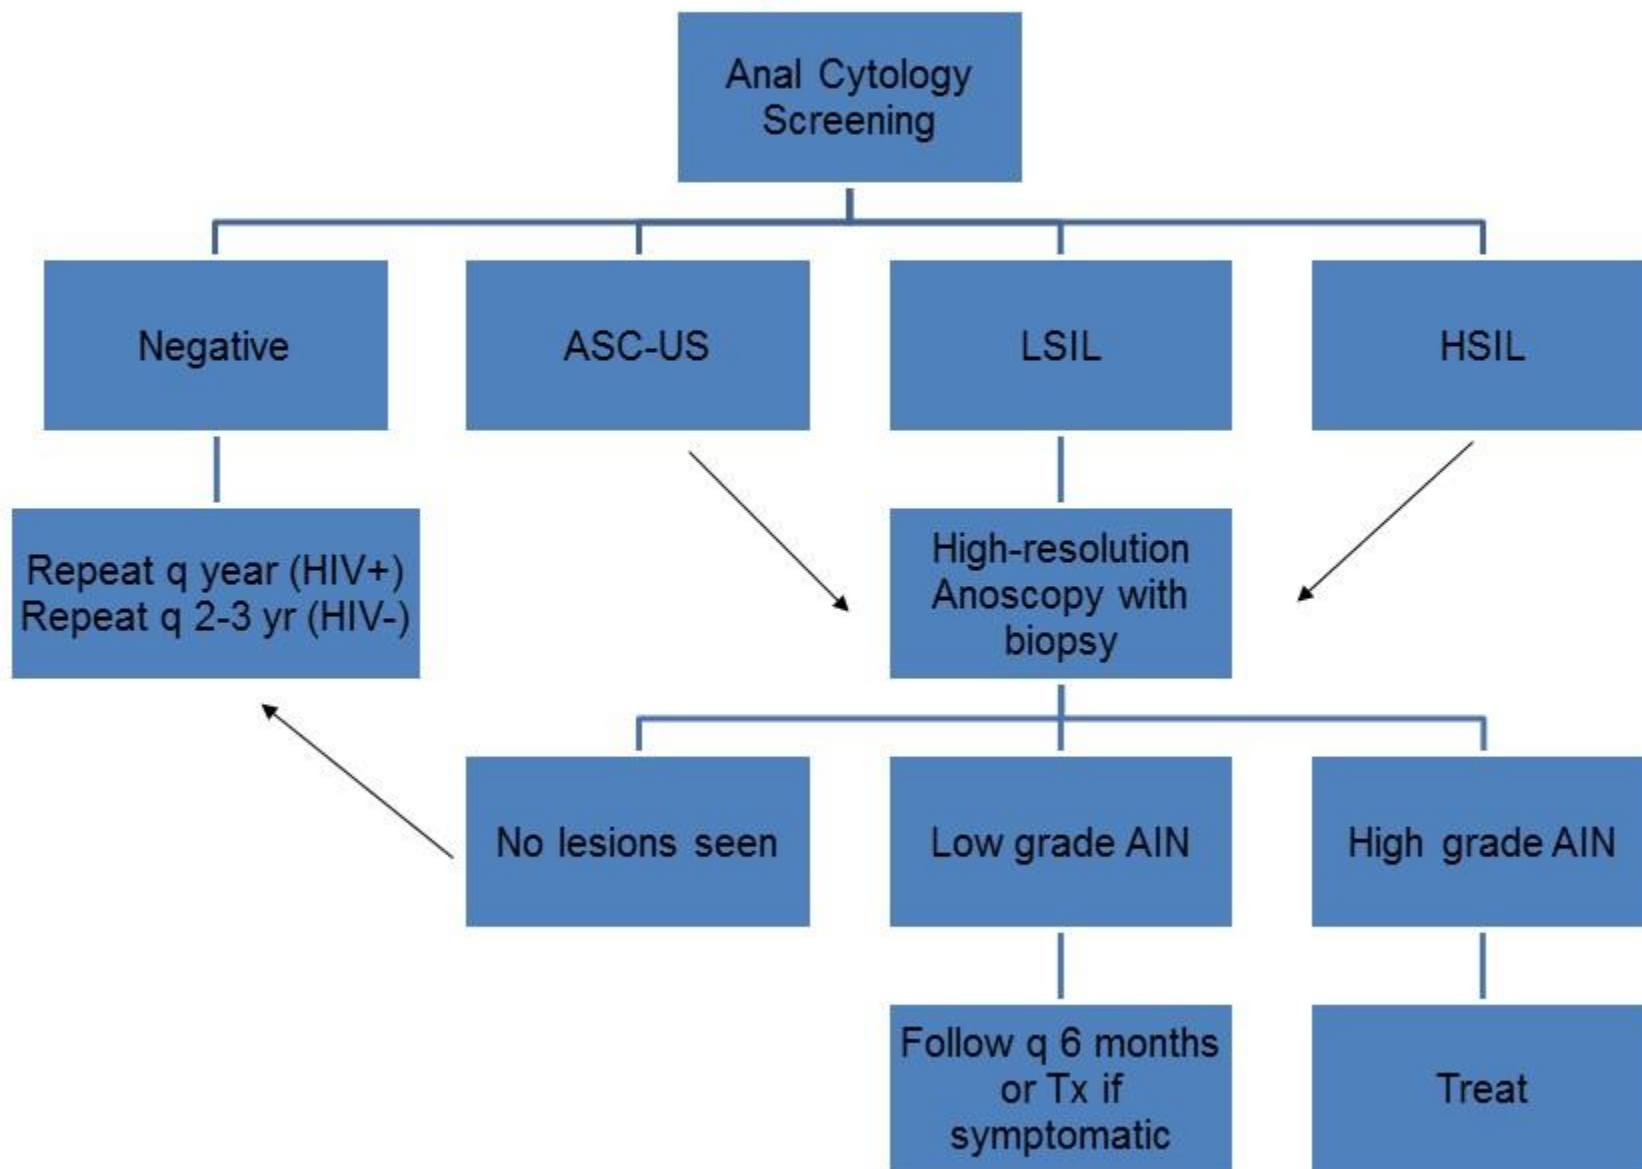 Anal Cytology
Screening
Negative
ASC-US
LSIL
HSIL
Repeat q year (HIV+)
Repeat q 2-3 yr (HIV-)
High-resolution
Anoscopy with
biopsy
No lesions seen
Low grade AIN
High grade AIN
Follow q 6 months
or Tx if
symptomatic
Treat